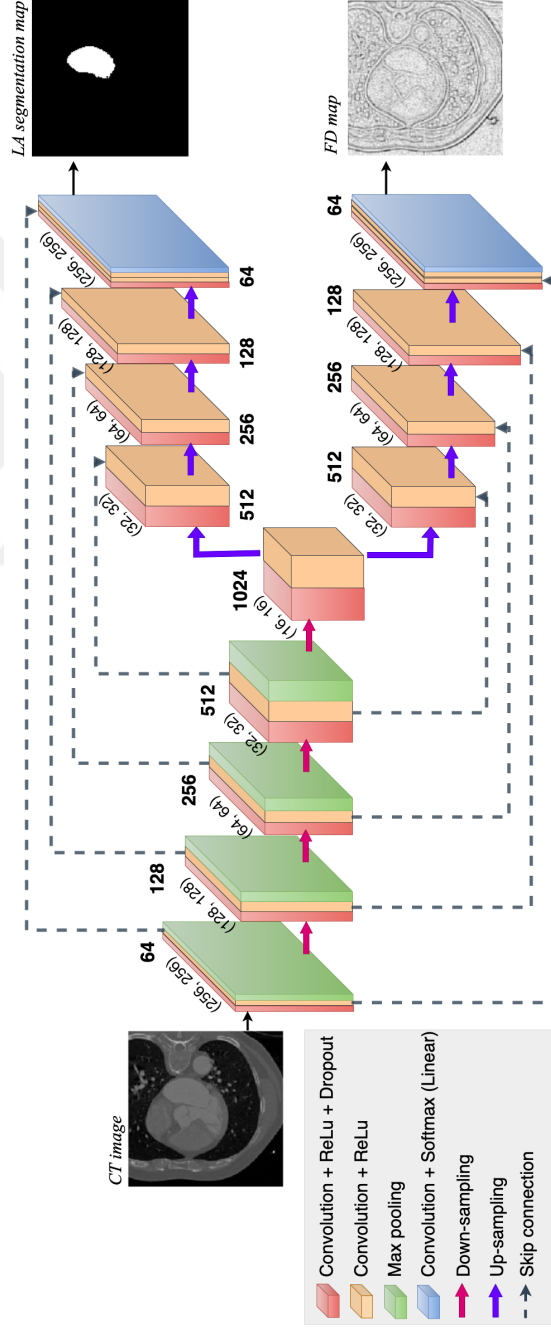 CT image
64
(256, 256)
128
(128, 128)
256
(64, 64)
512
(32, 32)
1024
(16, 16)
512
(32, 32)
256
(64, 64)
128
(128, 128)
64
(256, 256)
LA segmentation map
512
(32, 32)
256
(64, 64)
128
(128, 128)
64
(256, 256)
FD map
Convolution + ReLu + Dropout
Convolution + ReLu
Max pooling
Convolution + Softmax (Linear)
Down-sampling
Up-sampling
Skip connection